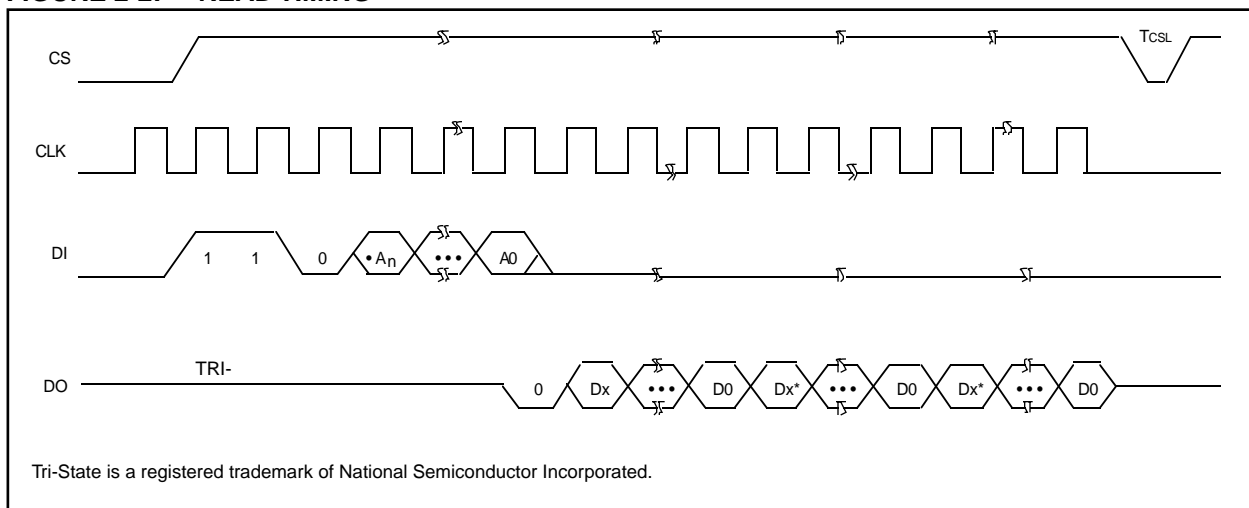 CS
TCSL
CLK
DI 1 1 0 •An ••• A0
TRI-
DO 0 Dx ••• D0 Dx* ••• D0 Dx* ••• D0
Tri-State is a registered trademark of National Semiconductor Incorporated.